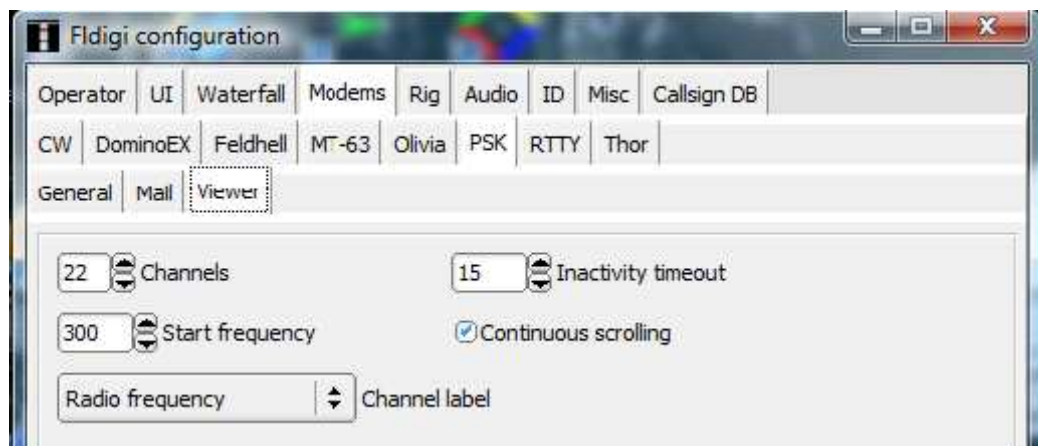 Fldigi configuration
Operator UI Waterfall Modems Rig Audio ID Misc Callsign DB
CW DominoEX Feldhell MT-63 Olivia PSK RTTY Thor
General Mail Viewer
22 Channels 15 Inactivity timeout
300 Start frequency Continuous scrolling
Radio frequency Channel label